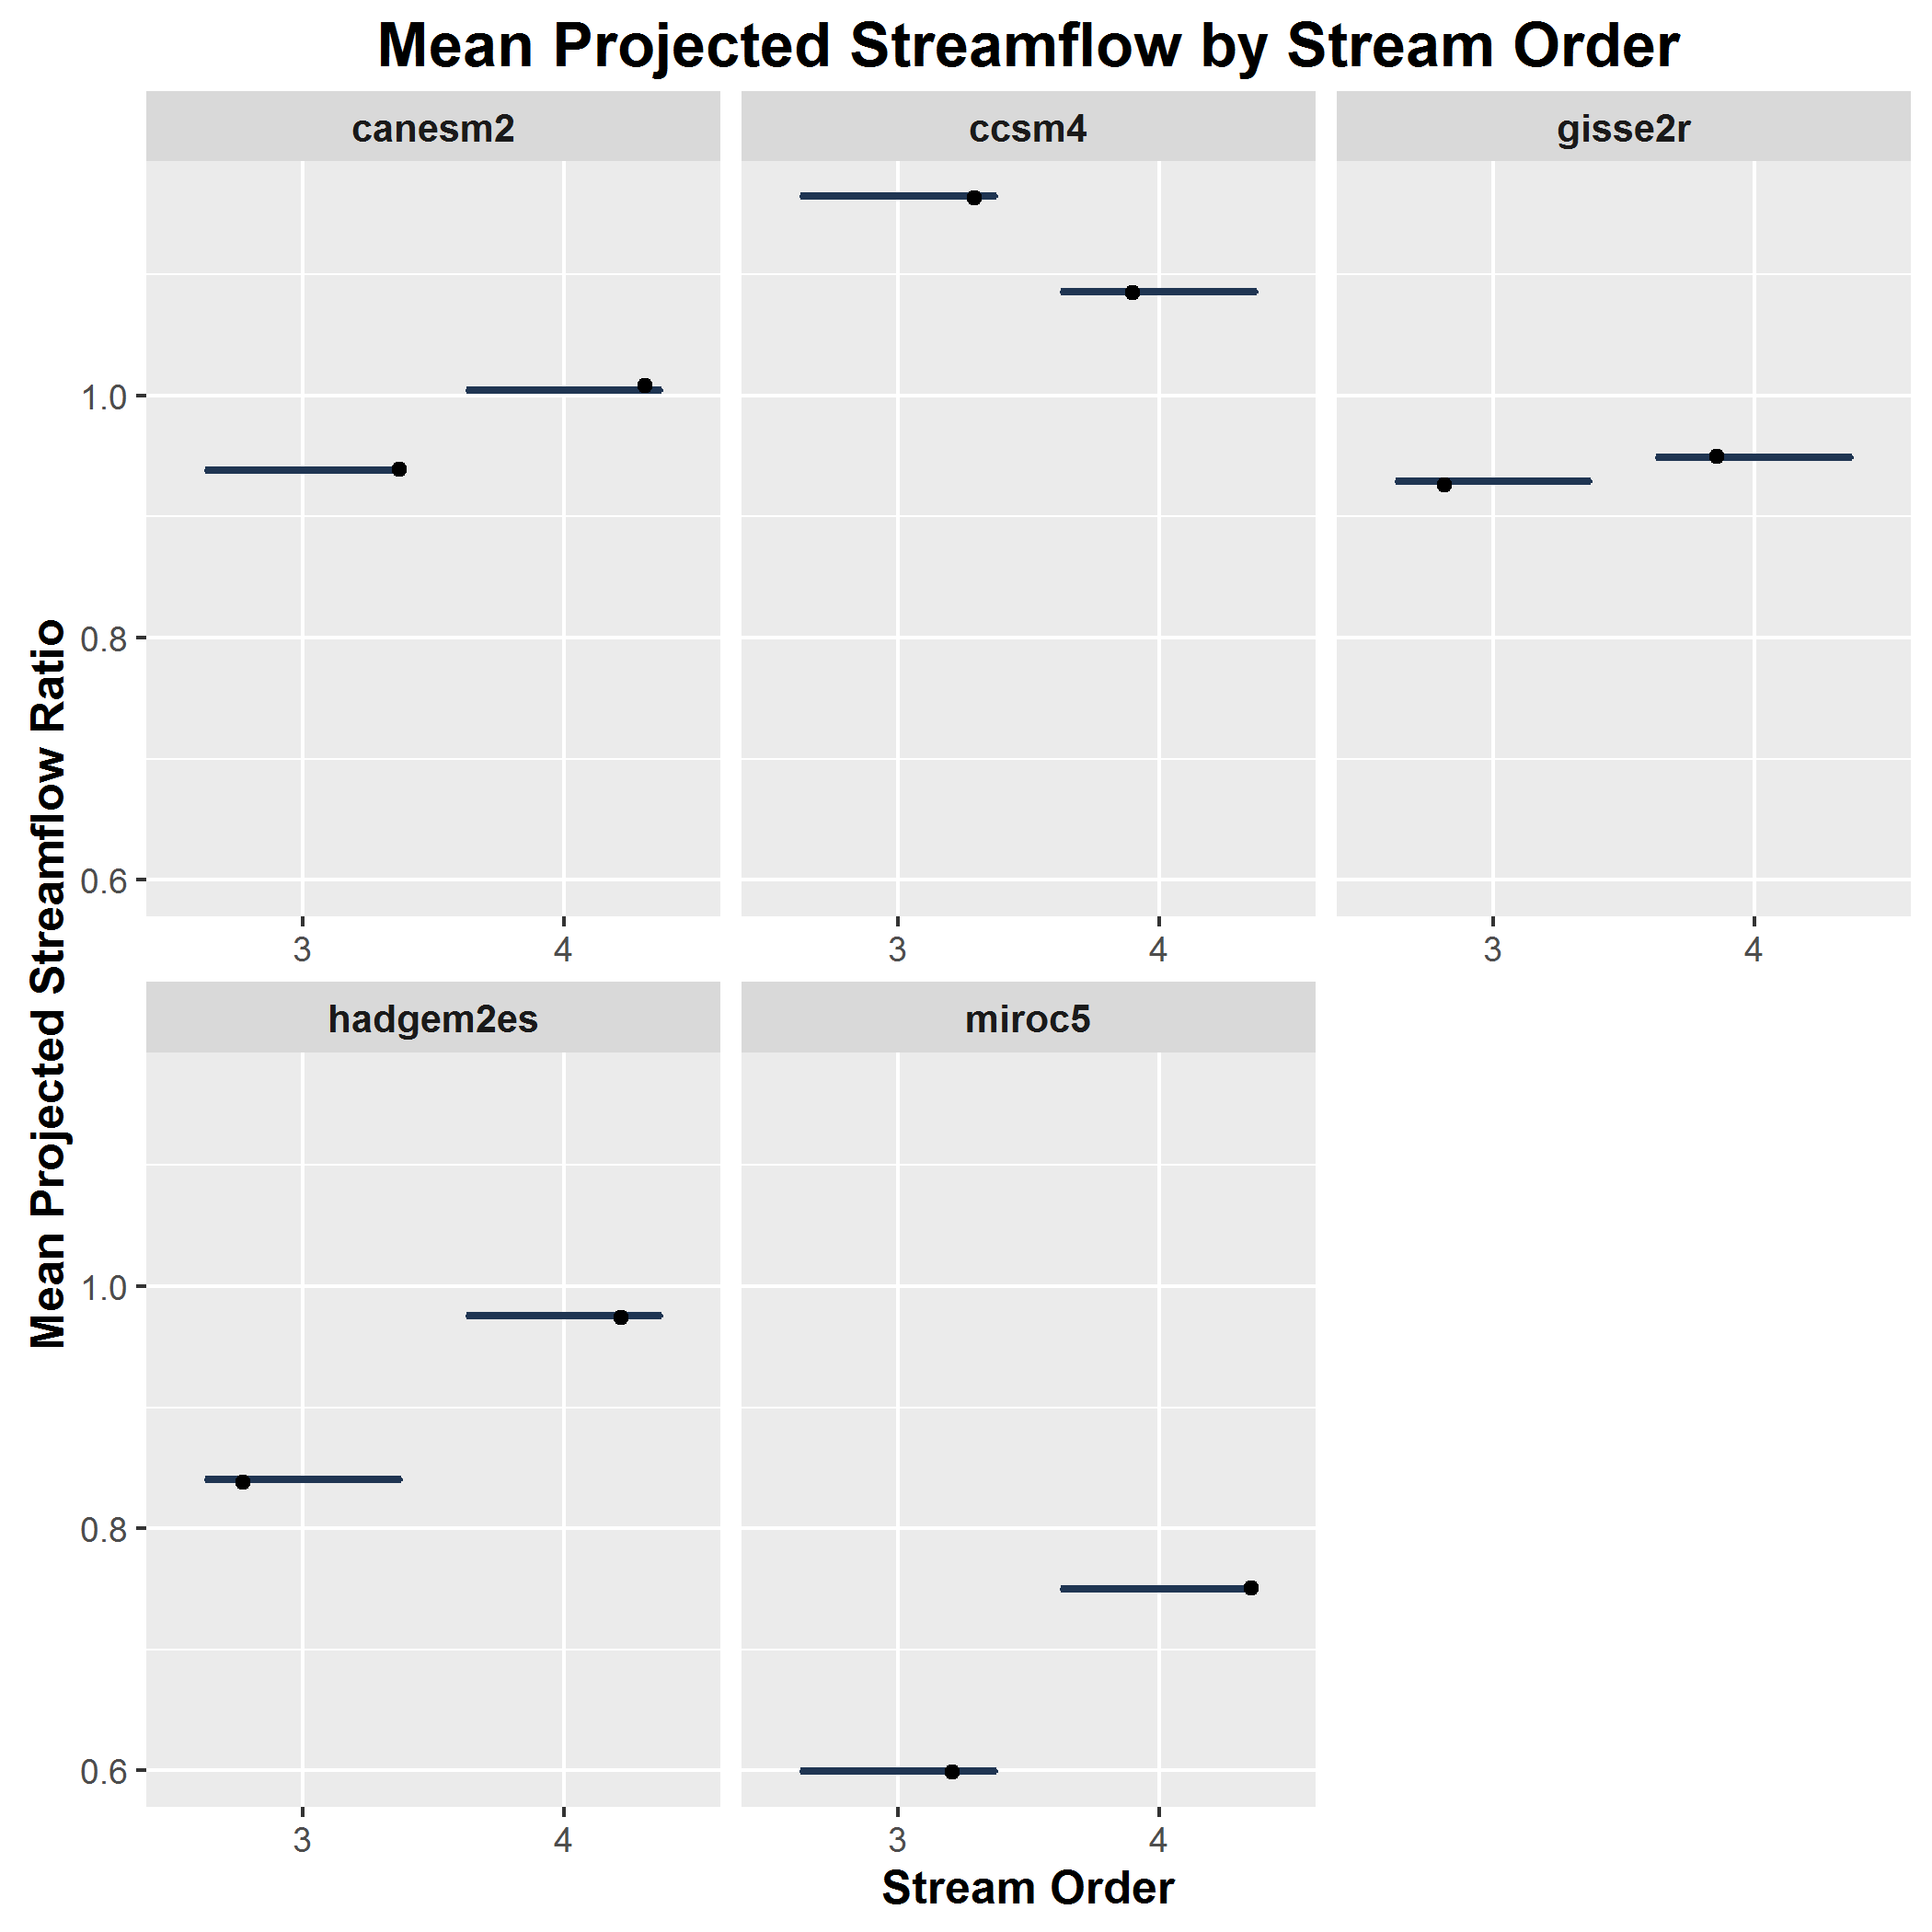 Mean Projected Streamflow by Stream Order
canesm2 ccsm4 gisse2r
Mean Projected Streamflow Ratio
1.0
0.8
0.6
3 4 3 4 3 4
hadgem2es miroc5
1.0
0.8
0.6
3 4 3 4
Stream Order